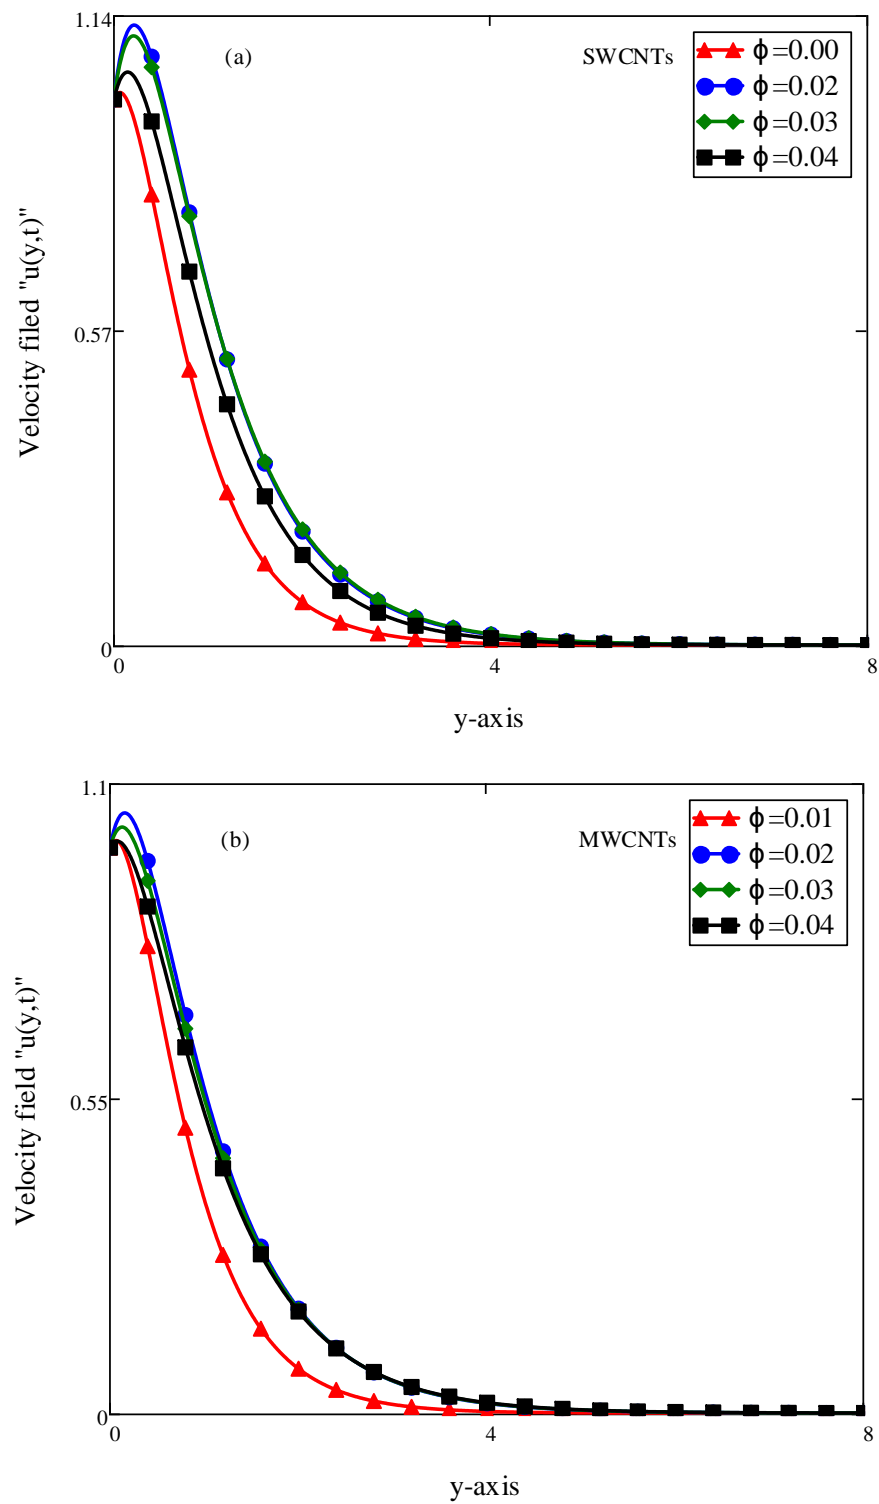 1.14
(a)
SWCNTs
ϕ=0.00
ϕ=0.02
ϕ=0.03
ϕ=0.04
Velocity filed "u(y,t)"
0.57
0
0
4
8
y-axis
1.1
(b)
MWCNTs
ϕ=0.01
ϕ=0.02
ϕ=0.03
ϕ=0.04
Velocity field "u(y,t)"
0.55
0
0
4
8
y-axis